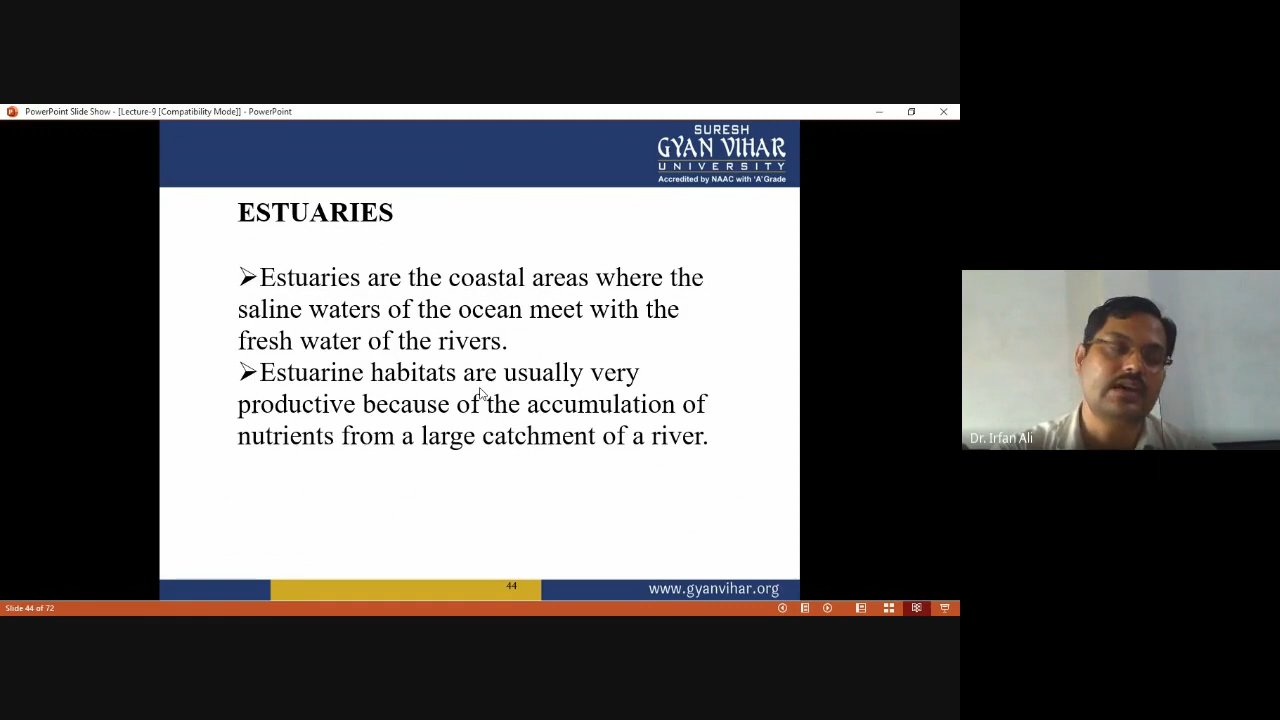 PowerPoint Slide Show - [Lecture-9 [Compatibility Mode]] - PowerPoint
SURESH
GYAN VIHAR
UNIVERSITY
Accredited by NAAC with 'A' Grade
ESTUARIES
➢Estuaries are the coastal areas where the
saline waters of the ocean meet with the
fresh water of the rivers.
➢Estuarine habitats are usually very
productive because of the accumulation of
nutrients from a large catchment of a river.
Dr. Irfan Ali
44
www.gyanvihar.org
Slide 44 of 72